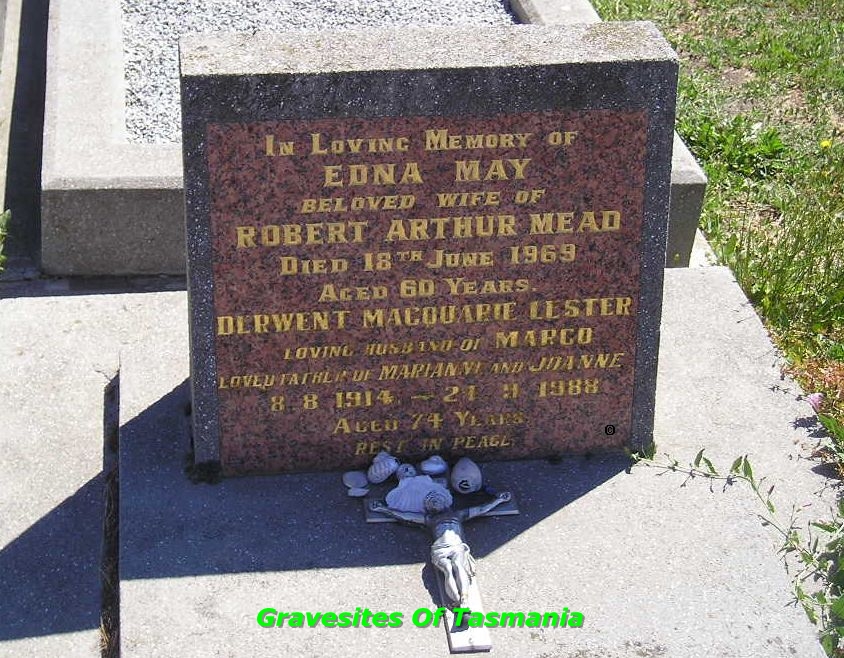 In Loving Memory of
EDNA MAY
BELOVED WIFE OF
ROBERT ARTHUR MEAD
Died 18TH June 1969
Aged 60 Years.
DERWENT MACQUARIE LESTER
LOVING HUSBAND OF MARGO
LOVED FATHER OF MARIANNE AND JOANNE
8 8 1914 – 21 9 1988
Aged 74 Years.
REST IN PEACE.
Gravesites Of Tasmania